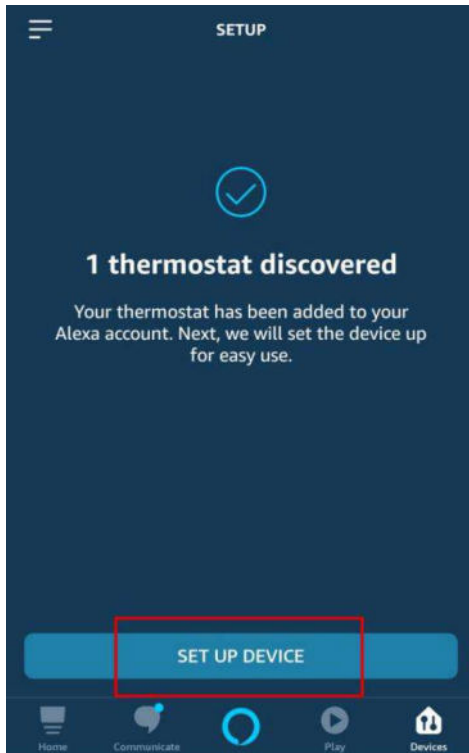 SETUP
1 thermostat discovered
Your thermostat has been added to your
Alexa account. Next, we will set the device up
for easy use.
SET UP DEVICE
Home Communicate Play Devices